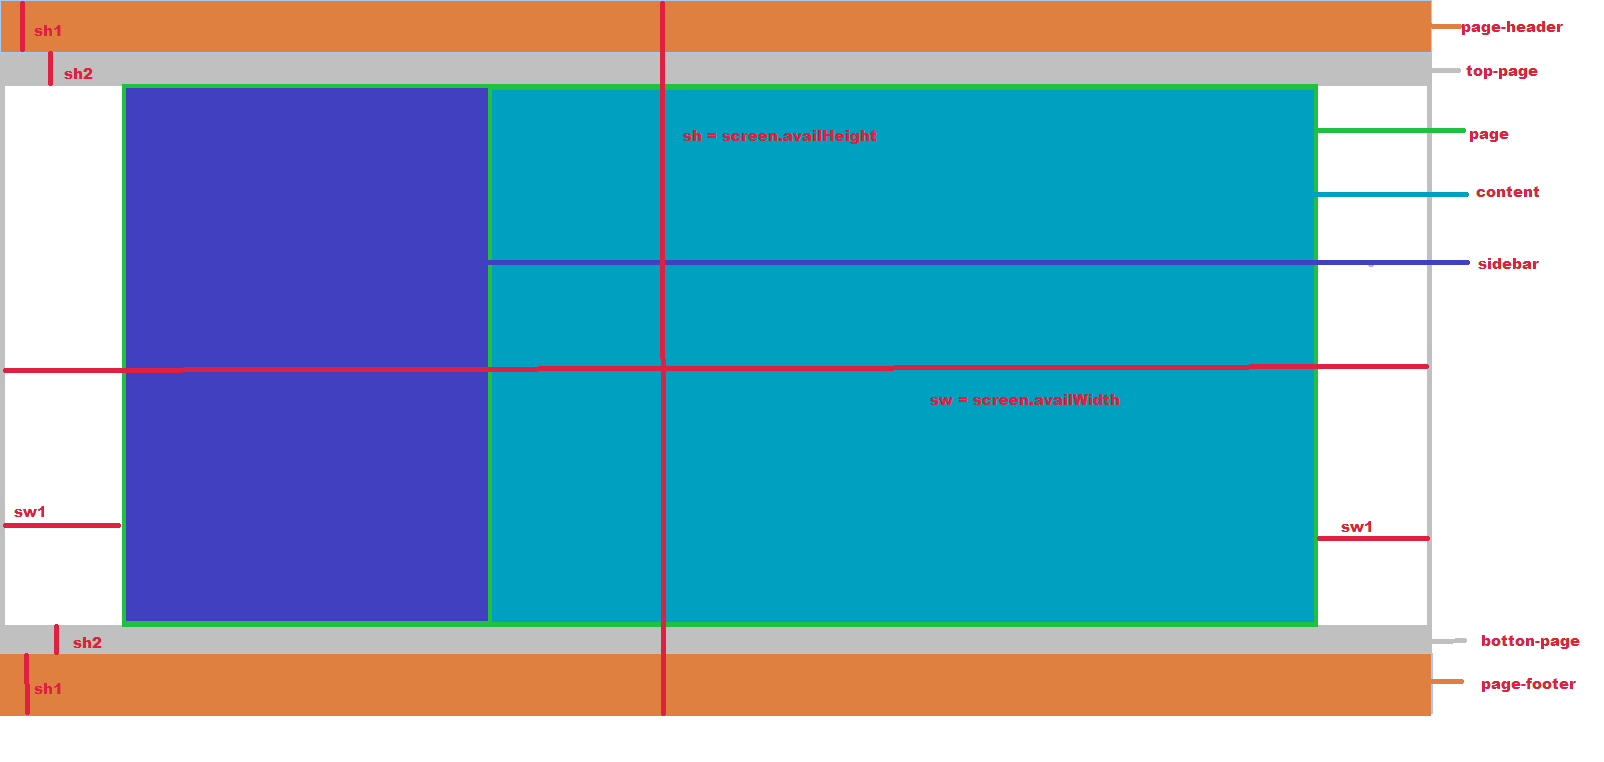 sh1
page-header
sh2
top-page
sh = screen.availHeight
page
content
sidebar
sw = screen.availWidth
sw1
sw1
sh2
botton-page
sh1
page-footer